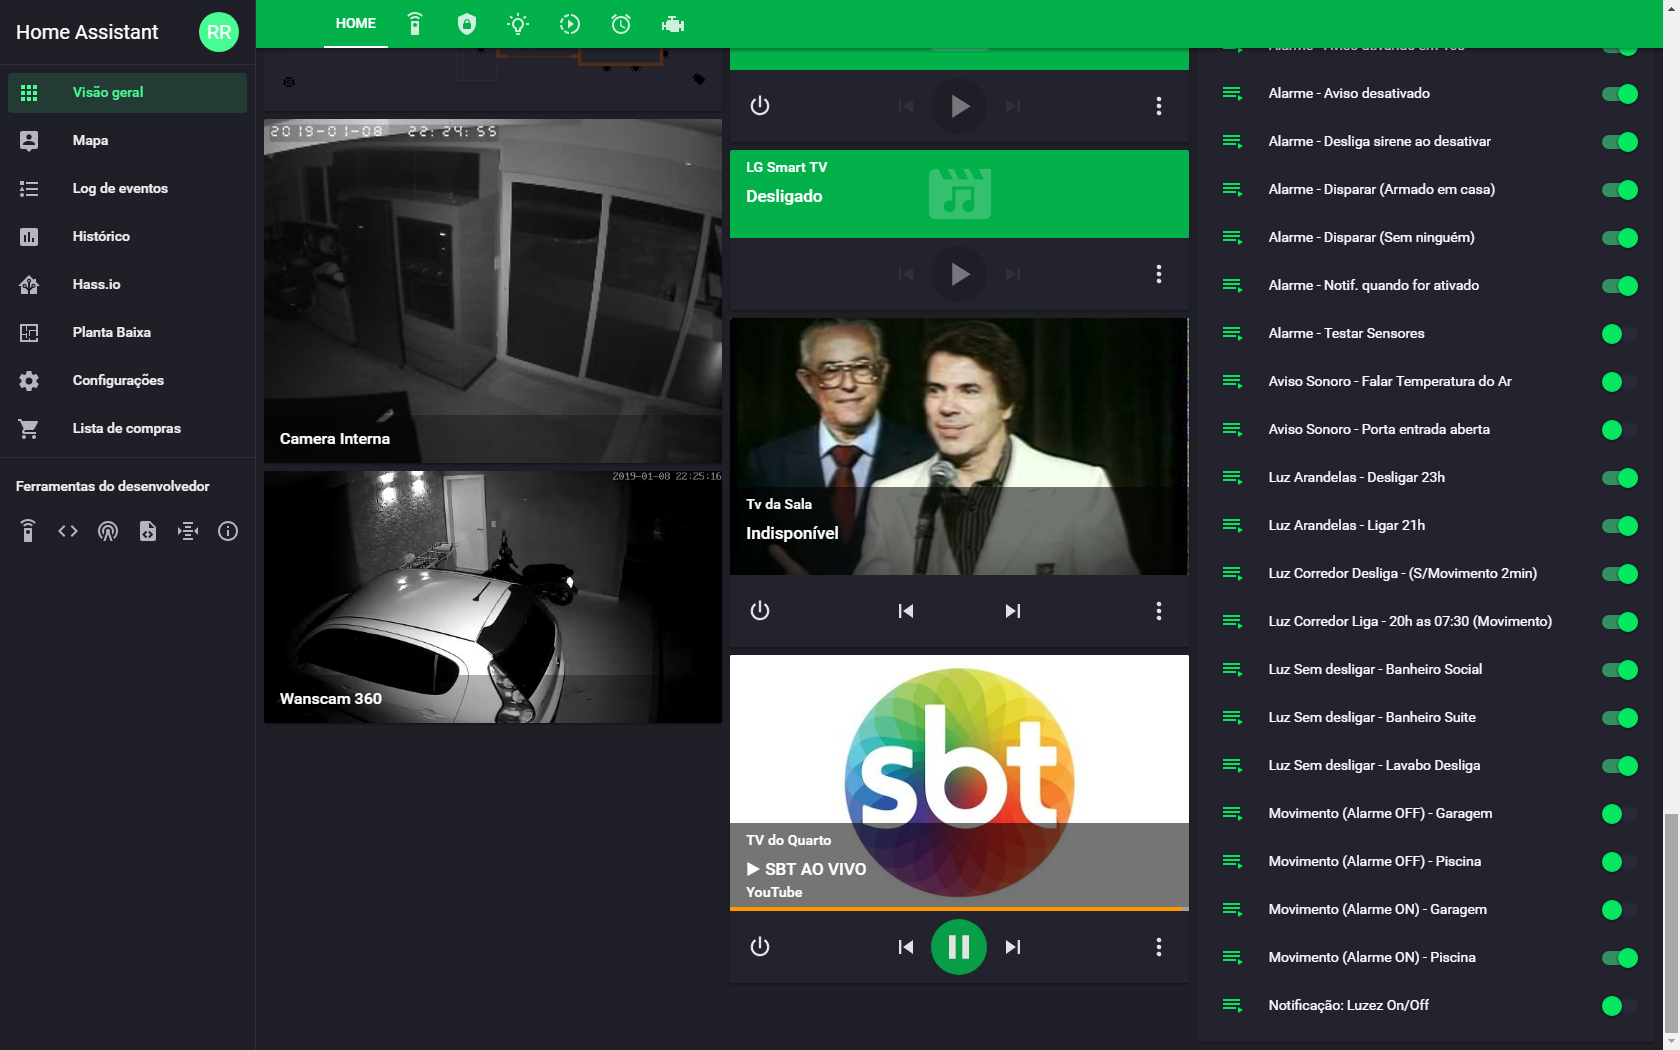 Home Assistant
RR
HOME
Visão geral
Mapa
Log de eventos
Histórico
Hass.io
Planta Baixa
Configurações
Lista de compras
Ferramentas do desenvolvedor
2019-01-08 22:24:55
Camera Interna
2019-01-08 22:25:16
Wanscam 360
LG Smart TV
Desligado
Tv da Sala
Indisponível
sbt
TV do Quarto
SBT AO VIVO
YouTube
Alarme - Aviso ativando em 10s
Alarme - Aviso desativado
Alarme - Desliga sirene ao desativar
Alarme - Disparar (Armado em casa)
Alarme - Disparar (Sem ninguém)
Alarme - Notif. quando for ativado
Alarme - Testar Sensores
Aviso Sonoro - Falar Temperatura do Ar
Aviso Sonoro - Porta entrada aberta
Luz Arandelas - Desligar 23h
Luz Arandelas - Ligar 21h
Luz Corredor Desliga - (S/Movimento 2min)
Luz Corredor Liga - 20h as 07:30 (Movimento)
Luz Sem desligar - Banheiro Social
Luz Sem desligar - Banheiro Suite
Luz Sem desligar - Lavabo Desliga
Movimento (Alarme OFF) - Garagem
Movimento (Alarme OFF) - Piscina
Movimento (Alarme ON) - Garagem
Movimento (Alarme ON) - Piscina
Notificação: Luzez On/Off